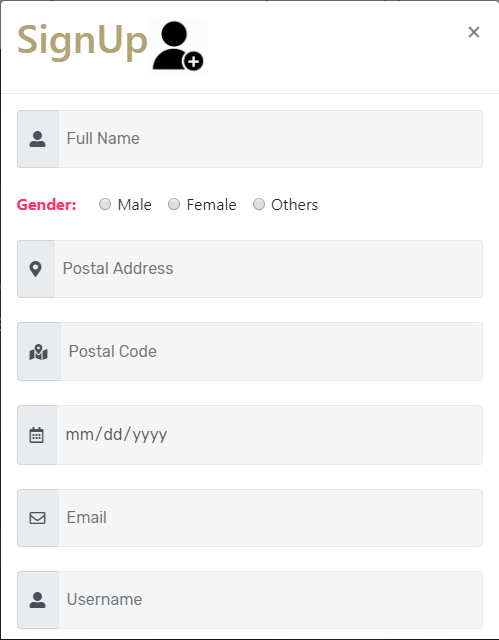 SignUp
×
Full Name
Gender: Male Female Others
Postal Address
Postal Code
mm/dd/yyyy
Email
Username